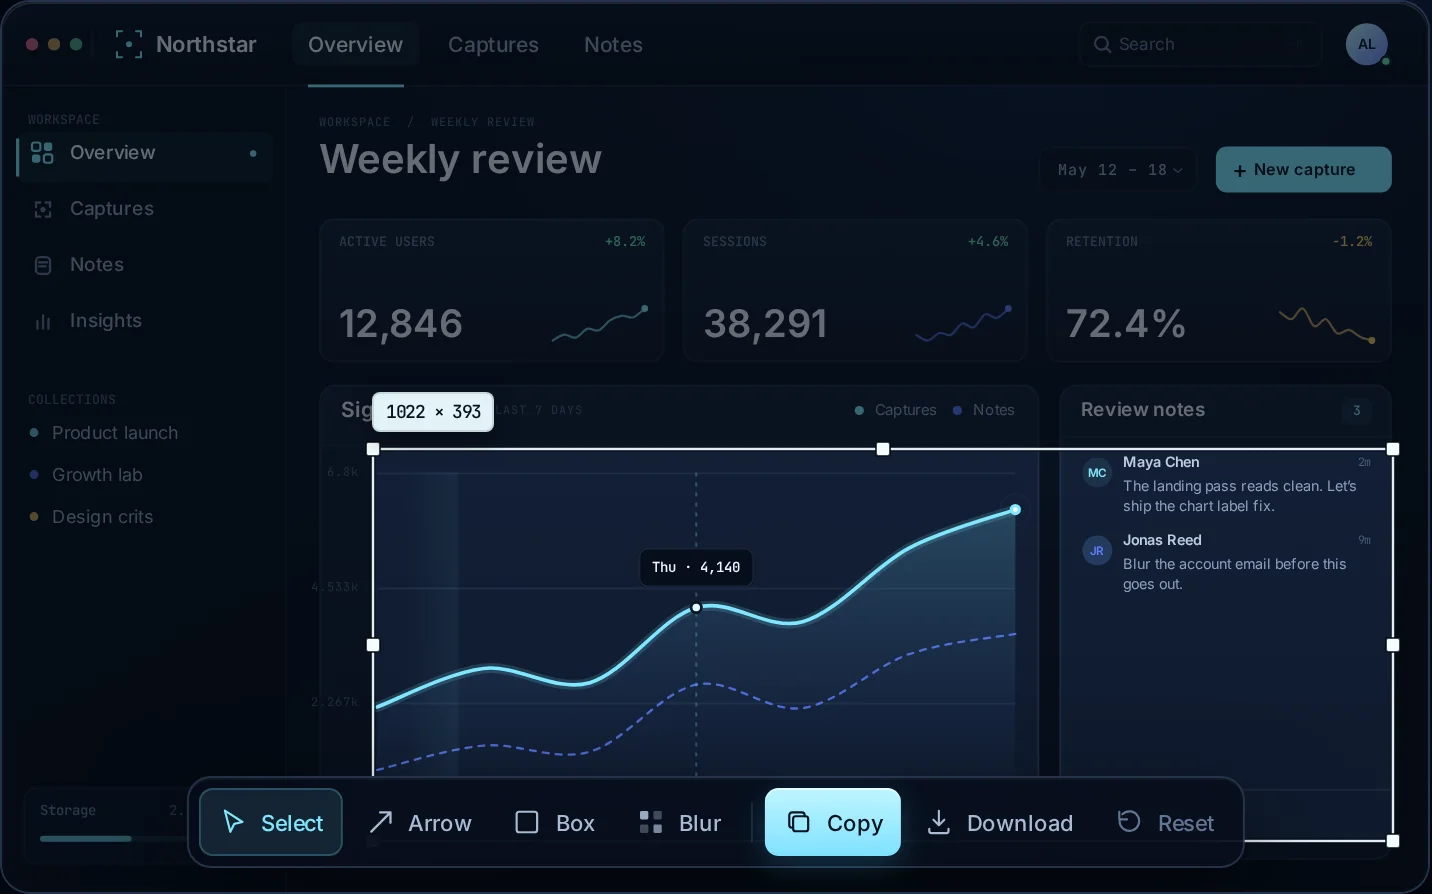 Northstar
Overview
Captures
Notes
Search
AL
WORKSPACE
Overview
Captures
Notes
Insights
COLLECTIONS
Product launch
Growth lab
Design crits
Storage
WORKSPACE / WEEKLY REVIEW
Weekly review
May 12 – 18
+ New capture
ACTIVE USERS +8.2%
12,846
SESSIONS +4.6%
38,291
RETENTION -1.2%
72.4%
1022 × 393
LAST 7 DAYS
Captures
Notes
6.8k
4.533k
2.267k
Thu · 4,140
Review notes 3
MC
Maya Chen 2m
The landing pass reads clean. Let's
ship the chart label fix.
JR
Jonas Reed 9m
Blur the account email before this
goes out.
Select
Arrow
Box
Blur
Copy
Download
Reset